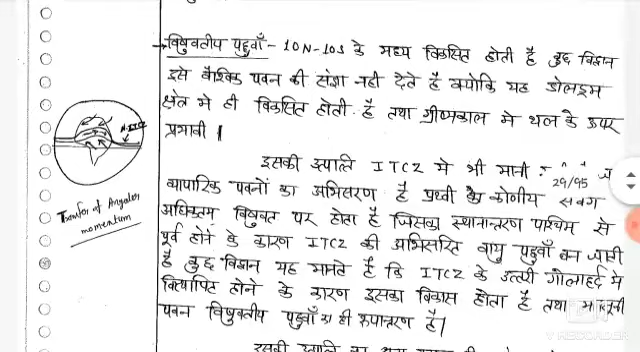 विषुवतीय पछुवाँ - 10N-10S के मध्य विकसित होती है कुछ विद्वान
इसे वैश्विक पवन की संज्ञा नही देते है क्योकि यह डोलड्रम
क्षेत्र मे ही विकसित होती है तथा ग्रीष्मकाल मे थल के ऊपर
प्रभावी।
N.ITCZ
Transfer of Angular
momentum
इसकी उत्पत्ति ITCZ मे भी मानी
29/95
व्यापारिक पवनों का अभिसरण है पृथ्वी के कोणीय संवेग
अधिकतम विषुवत पर होता है जिसका स्थानान्तरण पश्चिम से
पूर्व होने के कारण ITCZ की अभिसरित वायु पछुवाँ बन जाती
है कुछ विद्वान यह मानते है कि ITCZ के उत्तरी गोलार्द्ध मे
विस्थापित होने के कारण इसका विकास होता है तथा मानसूनी
पवन विषुवतीय पछुवाँ का ही रूपान्तरण है।
इसकी उत्पत्ति का